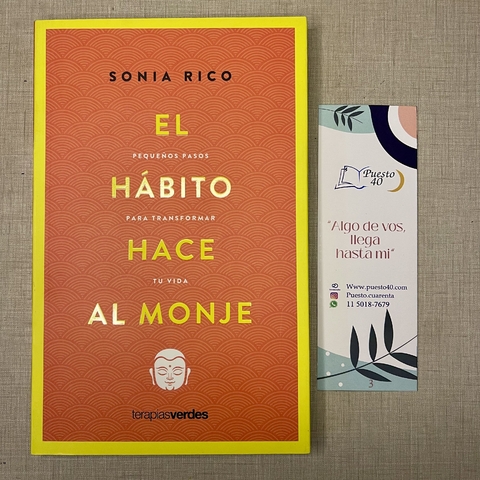 SONIA RICO
EL
PEQUEÑOS PASOS
HÁBITO
PARA TRANSFORMAR
HACE
TU VIDA
AL MONJE
terapiasverdes
Puesto
40
"Algo de vos,
llega
hasta mi"
Www.puesto40.com
Puesto.cuarenta
11 5018-7679
3